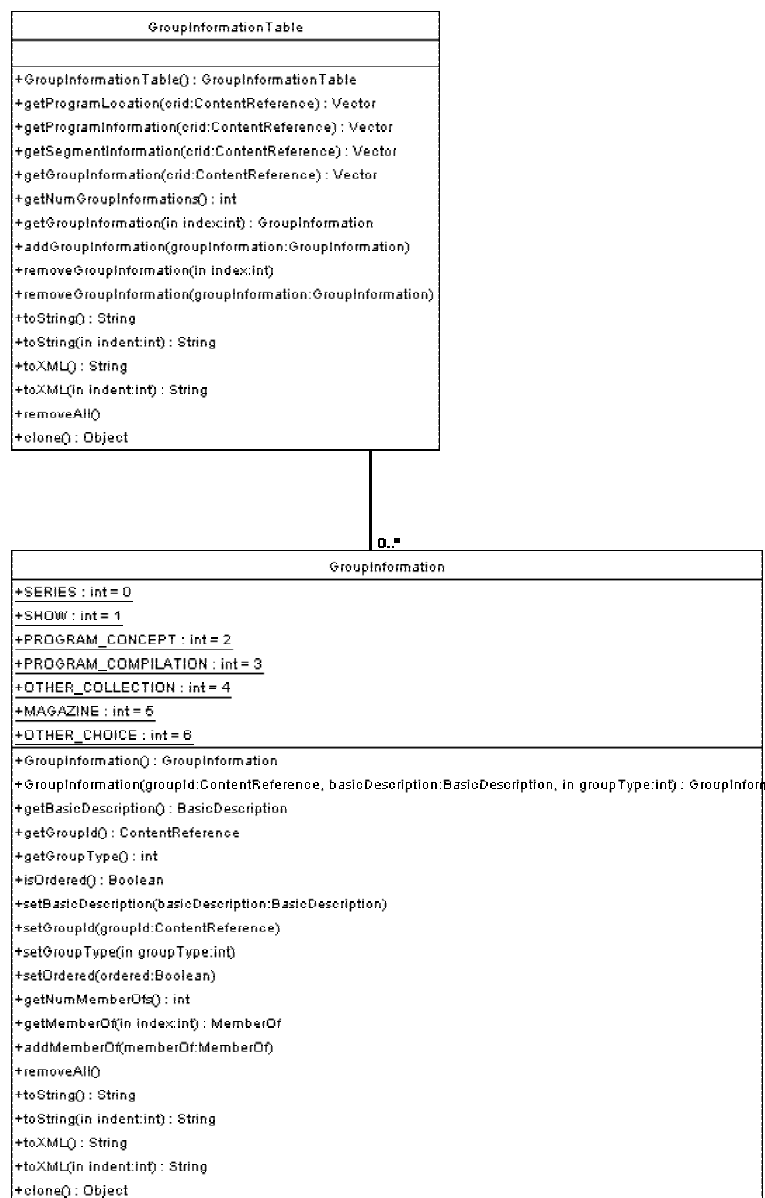 GroupInformationTable
+GroupInformationTable() : GroupInformationTable
+getProgramLocation(crid:ContentReference) : Vector
+getProgramInformation(crid:ContentReference) : Vector
+getSegmentInformation(crid:ContentReference) : Vector
+getGroupInformation(crid:ContentReference) : Vector
+getNumGroupInformations() : int
+getGroupInformation(in index:int) : GroupInformation
+addGroupInformation(groupInformation:GroupInformation)
+removeGroupInformation(in index:int)
+removeGroupInformation(groupInformation:GroupInformation)
+toString() : String
+toString(in indent:int) : String
+toXML() : String
+toXML(in indent:int) : String
+removeAll()
+clone() : Object
0..*
GroupInformation
+SERIES : int = 0
+SHOW : int = 1
+PROGRAM_CONCEPT : int = 2
+PROGRAM_COMPILATION : int = 3
+OTHER_COLLECTION : int = 4
+MAGAZINE : int = 5
+OTHER_CHOICE : int = 6
+GroupInformation() : GroupInformation
+GroupInformation(groupId:ContentReference, basicDescription:BasicDescription, in groupType:int) : GroupInform
+getBasicDescription() : BasicDescription
+getGroupId() : ContentReference
+getGroupType() : int
+isOrdered() : Boolean
+setBasicDescription(basicDescription:BasicDescription)
+setGroupId(groupId:ContentReference)
+setGroupType(in groupType:int)
+setOrdered(ordered:Boolean)
+getNumMemberOfs() : int
+getMemberOf(in index:int) : MemberOf
+addMemberOf(memberOf:MemberOf)
+removeAll()
+toString() : String
+toString(in indent:int) : String
+toXML() : String
+toXML(in indent:int) : String
+clone() : Object